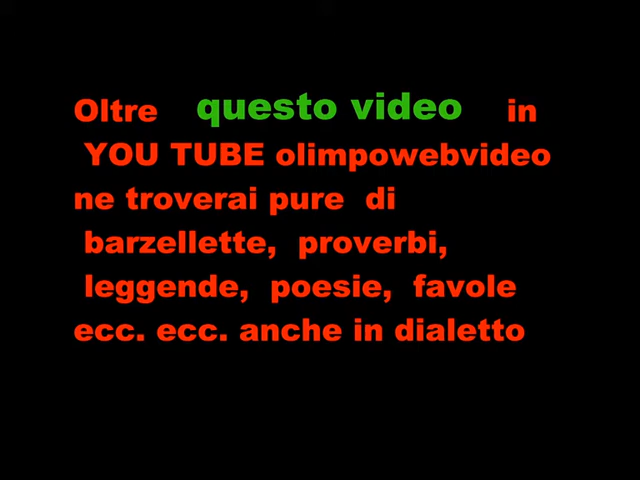 Oltre questo video in
YOU TUBE olimpowebvideo
ne troverai pure di
barzellette, proverbi,
leggende, poesie, favole
ecc. ecc. anche in dialetto